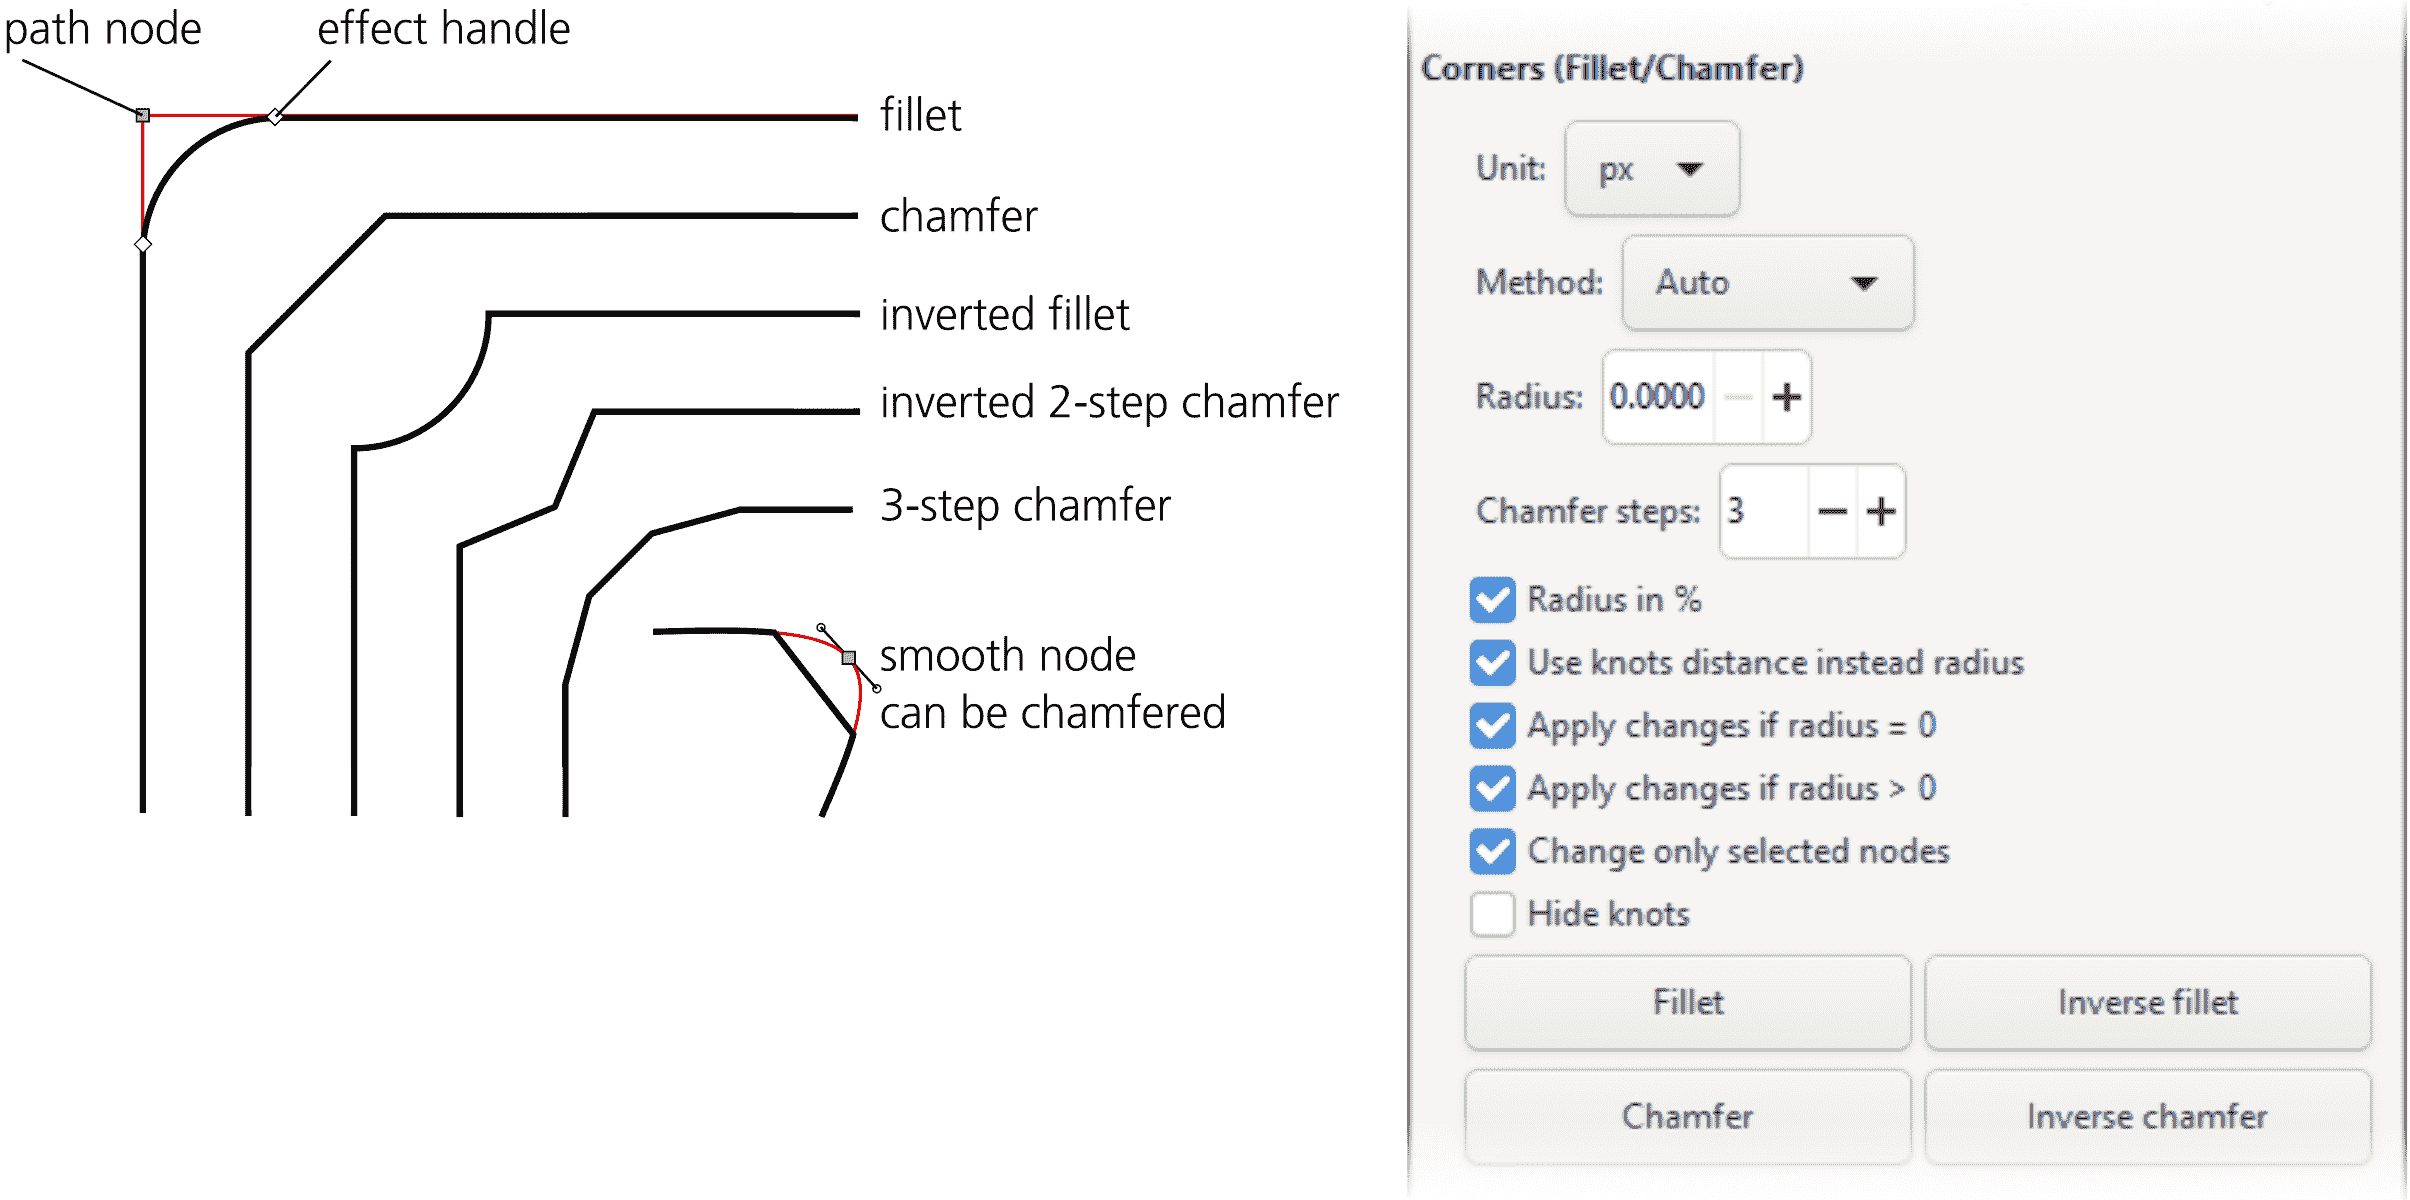 path node
effect handle
fillet
chamfer
inverted fillet
inverted 2-step chamfer
3-step chamfer
smooth node
can be chamfered
Corners (Fillet/Chamfer)
Unit: px
Method: Auto
Radius: 0.0000 − +
Chamfer steps: 3 − +
Radius in %
Use knots distance instead radius
Apply changes if radius = 0
Apply changes if radius > 0
Change only selected nodes
Hide knots
Fillet
Inverse fillet
Chamfer
Inverse chamfer